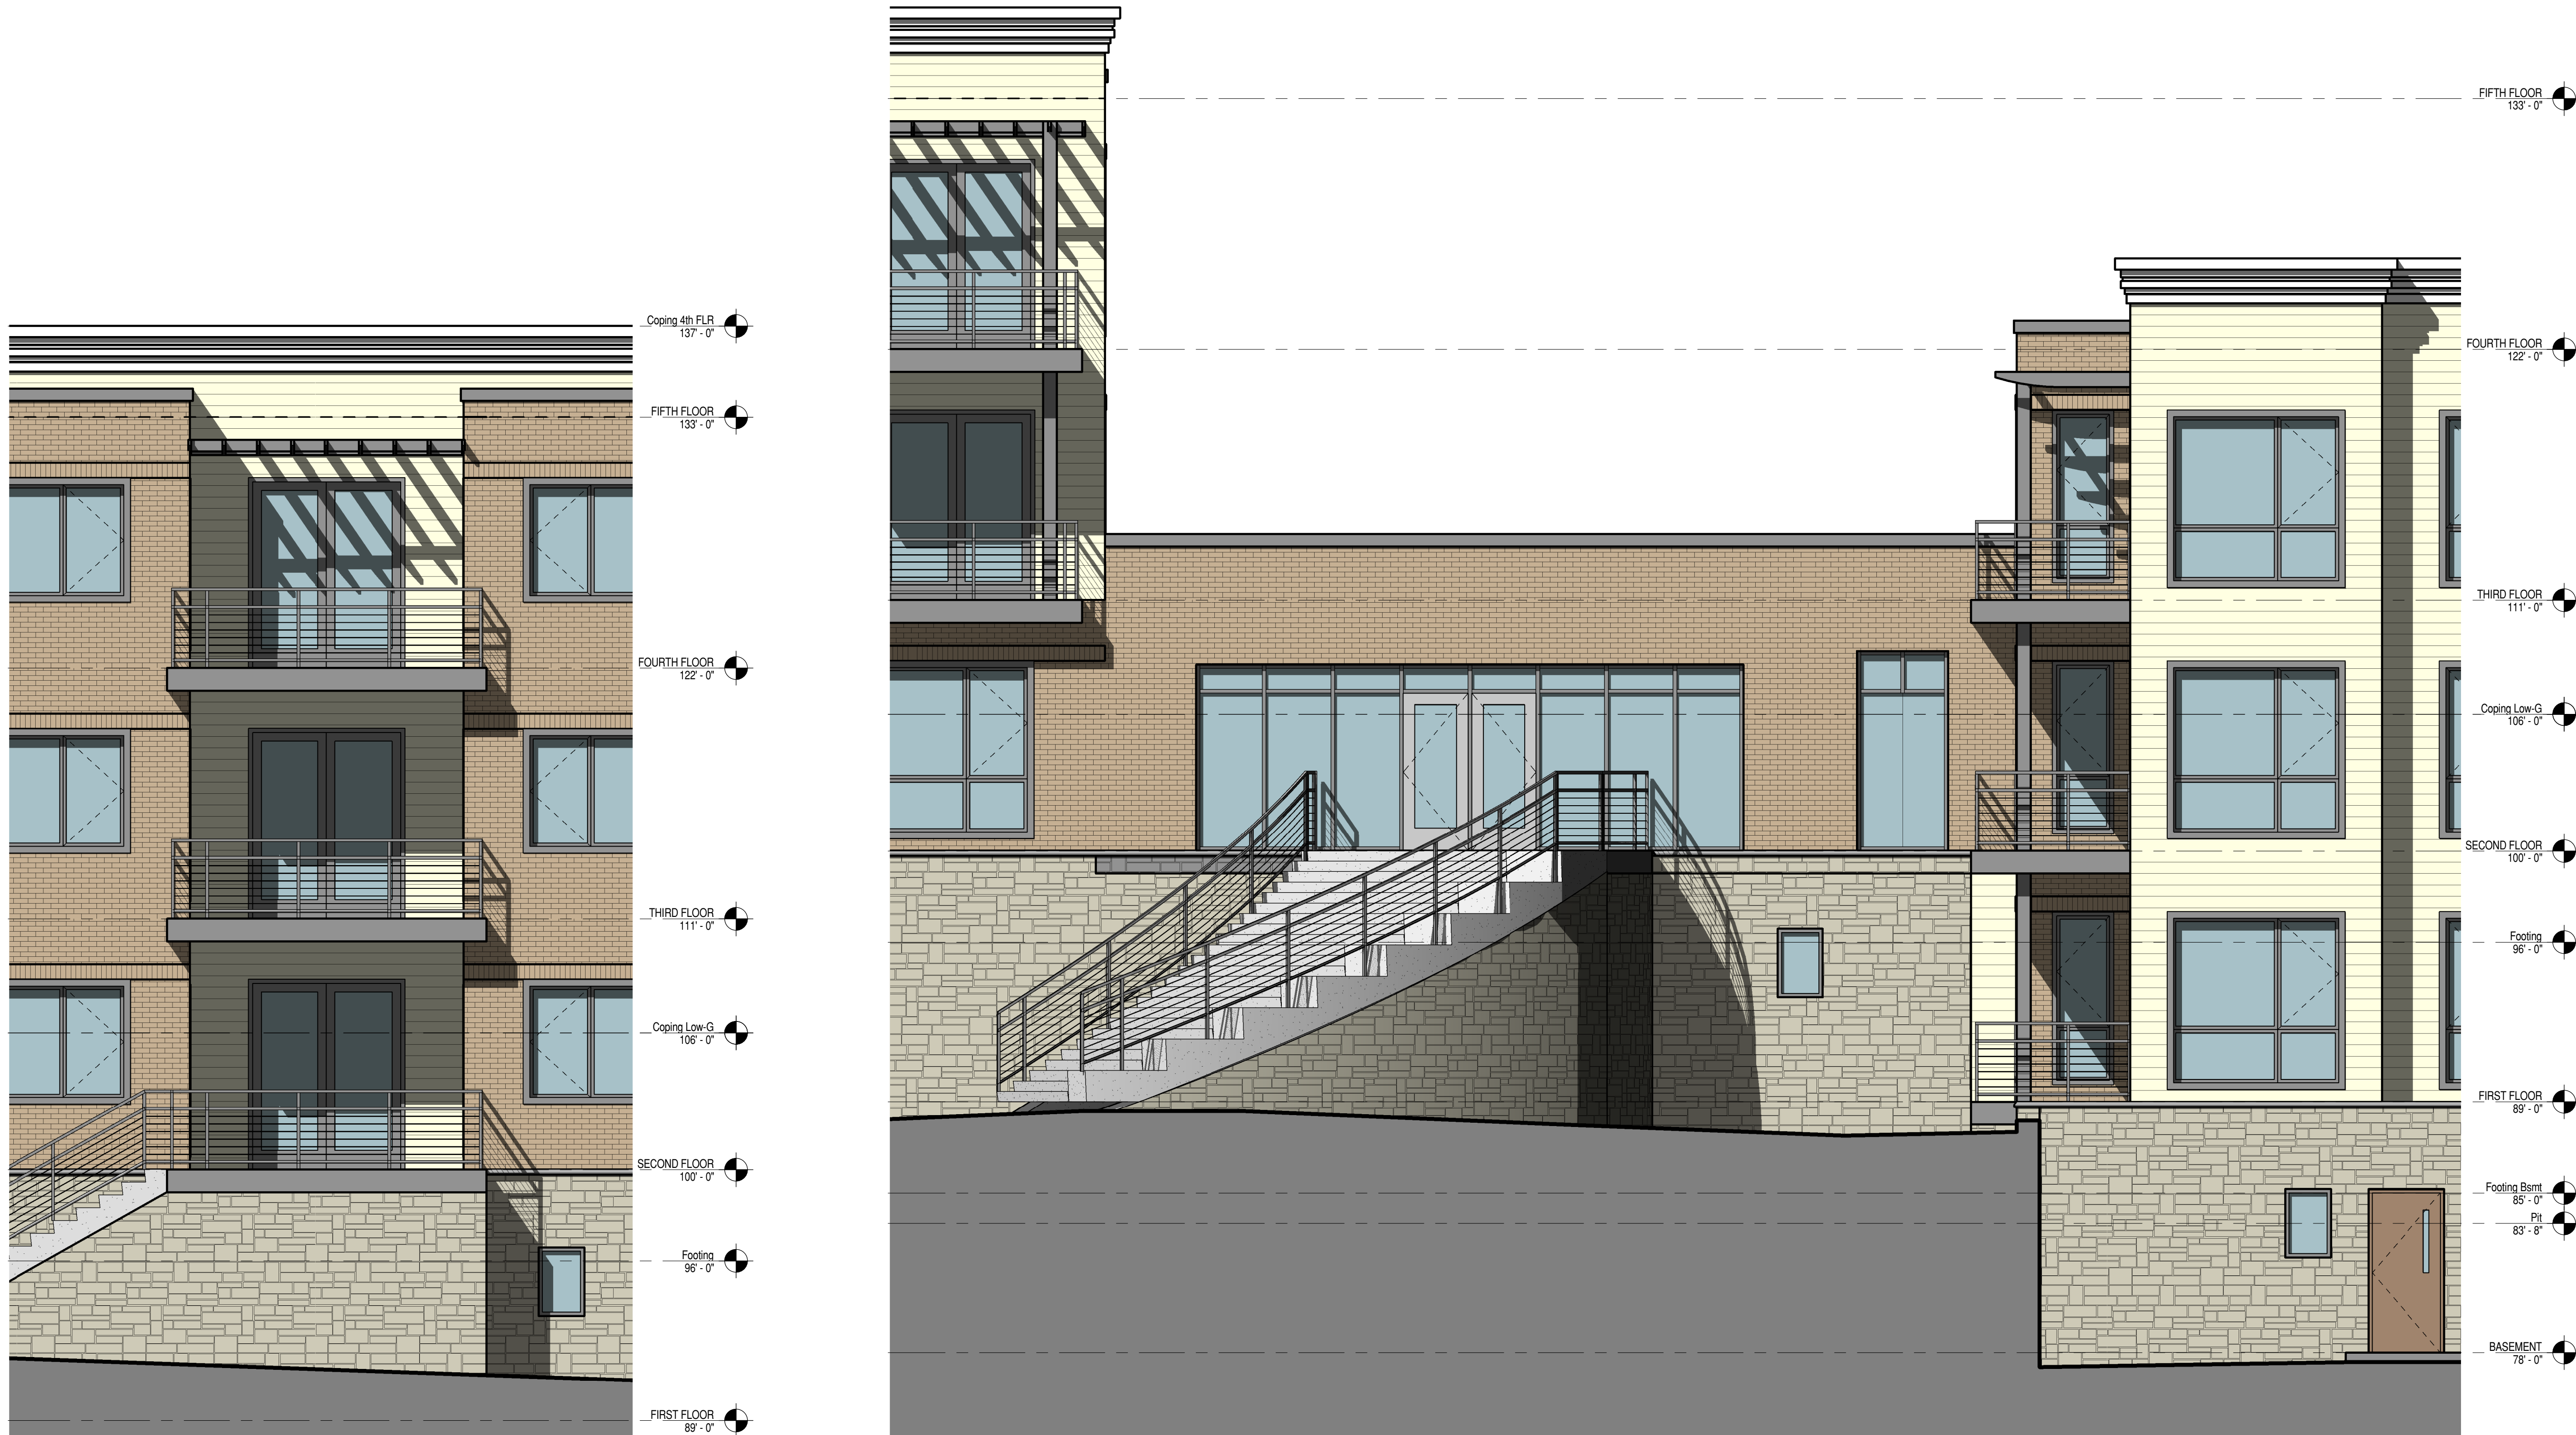 Coping 4th FLR
137' - 0"
FIFTH FLOOR
133' - 0"
FOURTH FLOOR
122' - 0"
THIRD FLOOR
111' - 0"
Coping Low-G
106' - 0"
SECOND FLOOR
100' - 0"
Footing
96' - 0"
FIRST FLOOR
89' - 0"
FIFTH FLOOR
133' - 0"
FOURTH FLOOR
122' - 0"
THIRD FLOOR
111' - 0"
Coping Low-G
106' - 0"
SECOND FLOOR
100' - 0"
Footing
96' - 0"
FIRST FLOOR
89' - 0"
Footing Bsmt
85' - 0"
Pit
83' - 8"
BASEMENT
78' - 0"